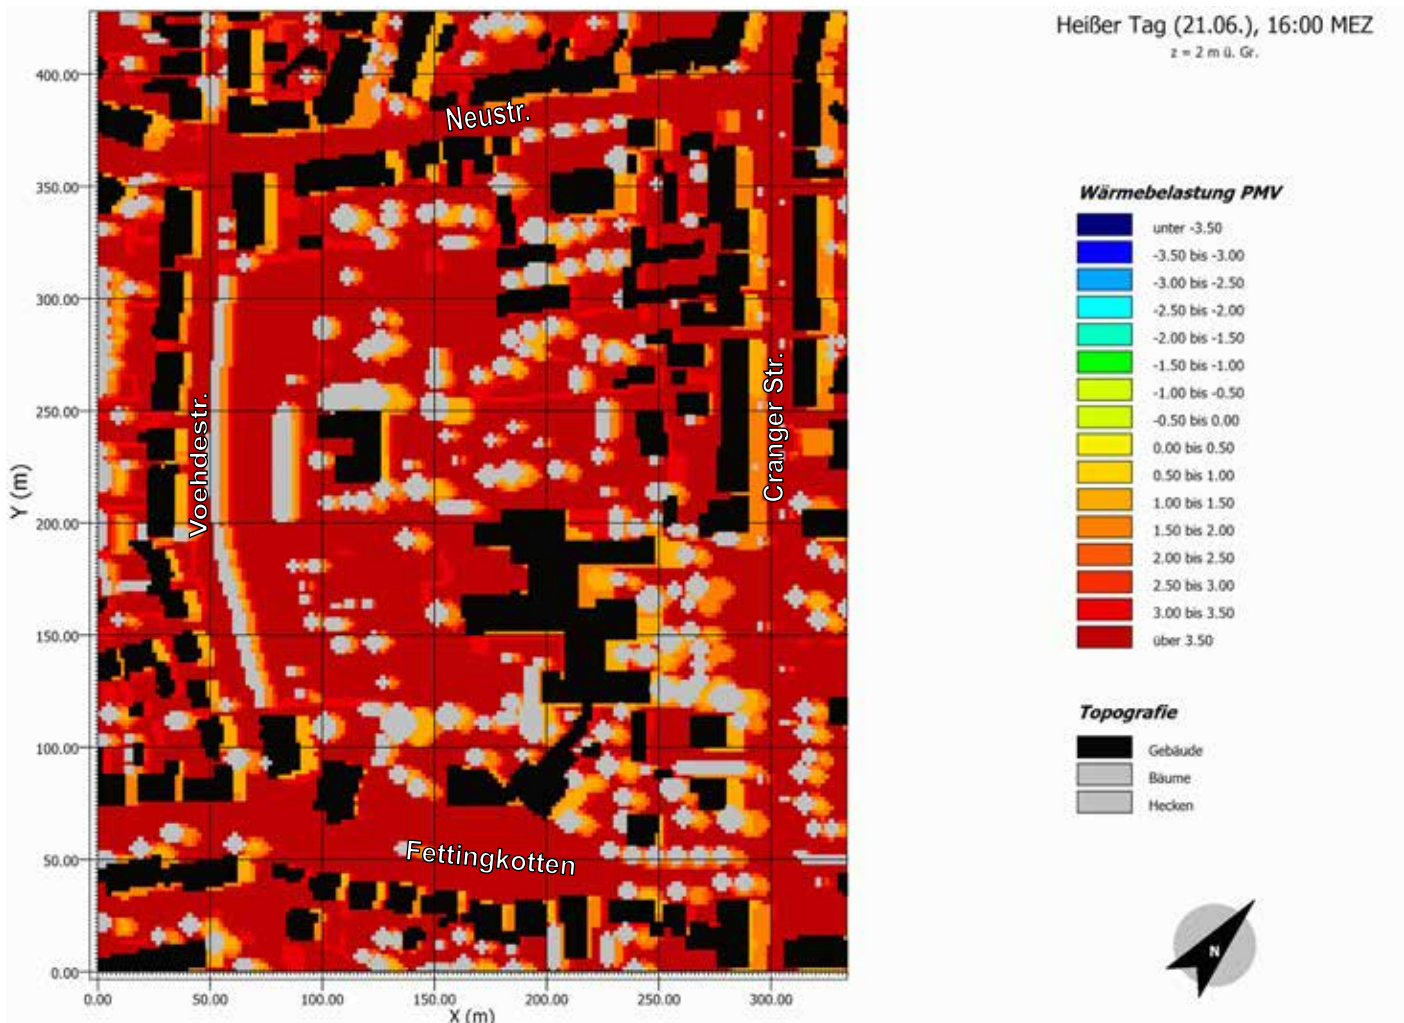 Heißer Tag (21.06.), 16:00 MEZ
z = 2 m ü. Gr.
Wärmebelastung PMV
unter -3.50
-3.50 bis -3.00
-3.00 bis -2.50
-2.50 bis -2.00
-2.00 bis -1.50
-1.50 bis -1.00
-1.00 bis -0.50
-0.50 bis 0.00
0.00 bis 0.50
0.50 bis 1.00
1.00 bis 1.50
1.50 bis 2.00
2.00 bis 2.50
2.50 bis 3.00
3.00 bis 3.50
über 3.50
Topografie
Gebäude
Bäume
Hecken
N
Neustr.
Voehdestr.
Cranger Str.
Fettingkotten
Y (m)
400.00
350.00
300.00
250.00
200.00
150.00
100.00
50.00
0.00
0.00 50.00 100.00 150.00 200.00 250.00 300.00
X (m)